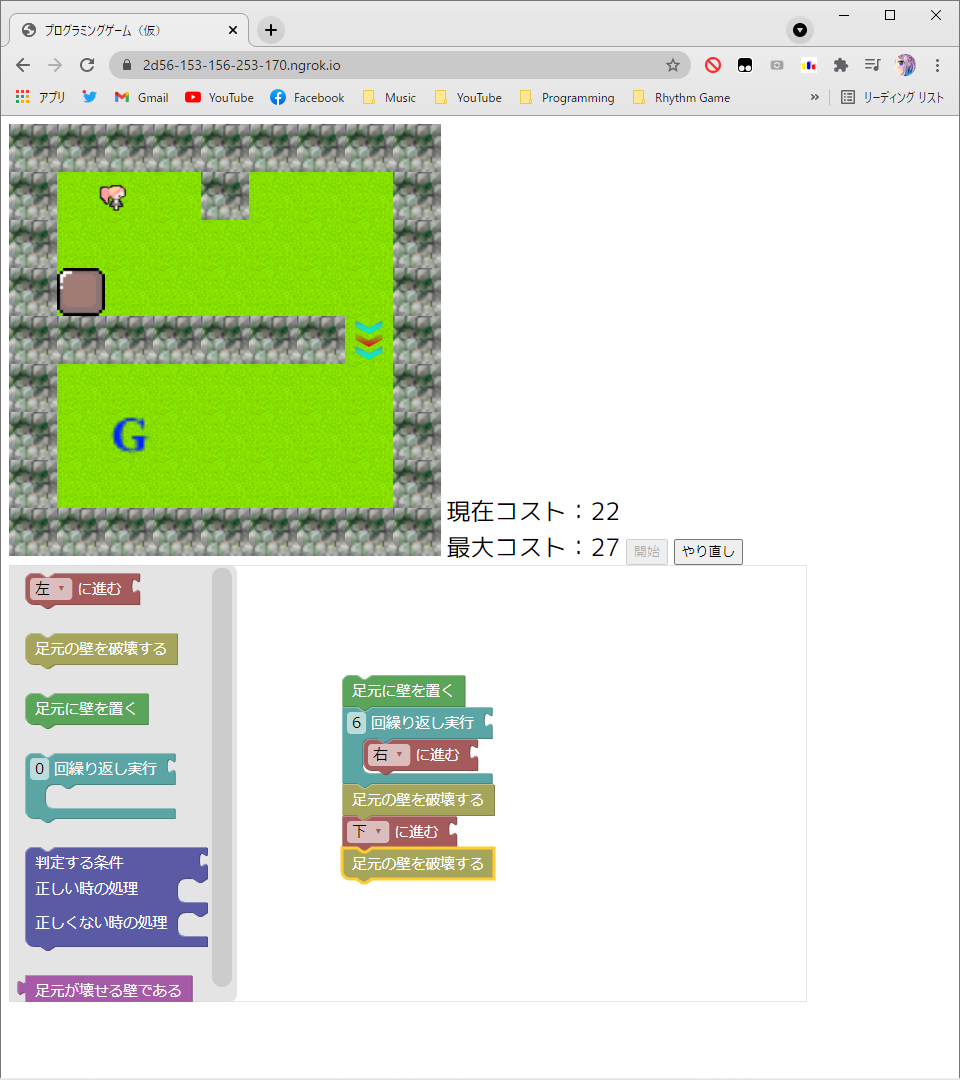 プログラミングゲーム（仮）
2d56-153-156-253-170.ngrok.io
アプリ Gmail YouTube Facebook Music YouTube Programming Rhythm Game » リーディング リスト
G
現在コスト：22
最大コスト：27 開始 やり直し
左 に進む
足元の壁を破壊する
足元に壁を置く
0 回繰り返し実行
判定する条件
正しい時の処理
正しくない時の処理
足元が壊せる壁である
足元に壁を置く
6 回繰り返し実行
右 に進む
足元の壁を破壊する
下 に進む
足元の壁を破壊する